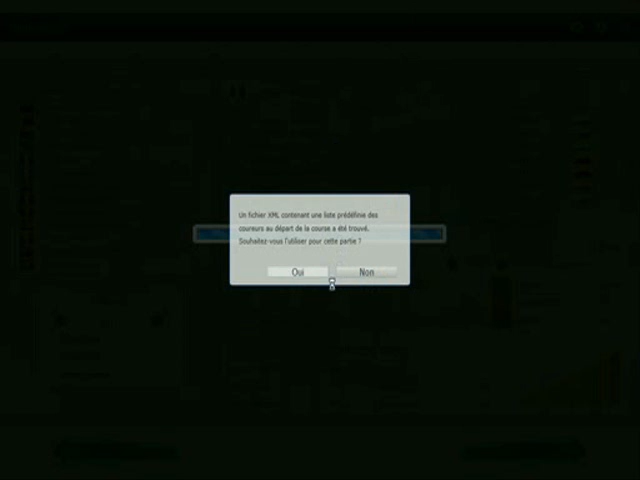 Un fichier XML contenant une liste prédéfinie des
coureurs au départ de la course a été trouvé.
Souhaitez-vous l'utiliser pour cette partie ?
Oui
Non